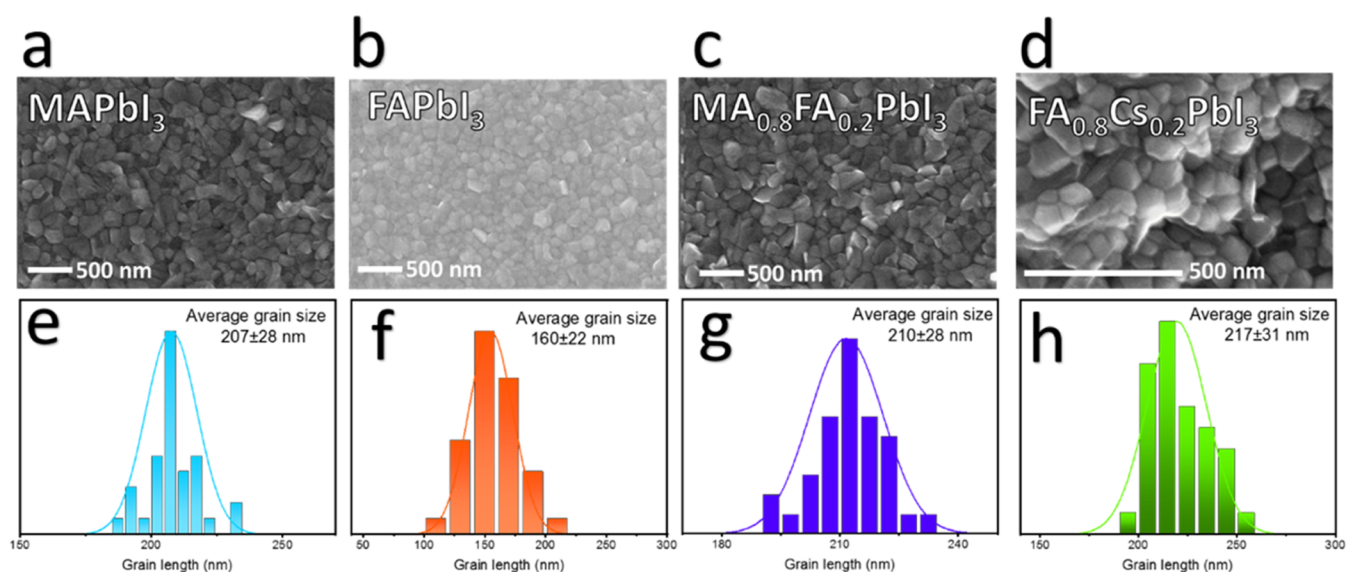 a
b
c
d
MAPbI₃
FAPbI₃
MA₀.₈FA₀.₂PbI₃
FA₀.₈Cs₀.₂PbI₃
500 nm
500 nm
500 nm
500 nm
e
Average grain size
207±28 nm
150 200 250
Grain length (nm)
f
Average grain size
160±22 nm
50 100 150 200 250 300
Grain length (nm)
g
Average grain size
210±28 nm
180 210 240
Grain length (nm)
h
Average grain size
217±31 nm
150 200 250 300
Grain length (nm)